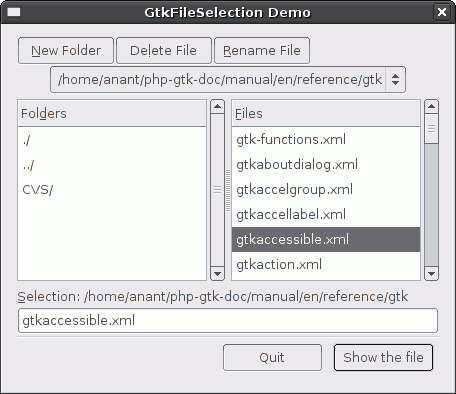 GtkFileSelection Demo
New Folder Delete File Rename File
/home/anant/php-gtk-doc/manual/en/reference/gtk
Folders
./
../
CVS/
Files
gtk-functions.xml
gtkaboutdialog.xml
gtkaccelgroup.xml
gtkaccellabel.xml
gtkaccessible.xml
gtkaction.xml
Selection: /home/anant/php-gtk-doc/manual/en/reference/gtk
gtkaccessible.xml
Quit Show the file